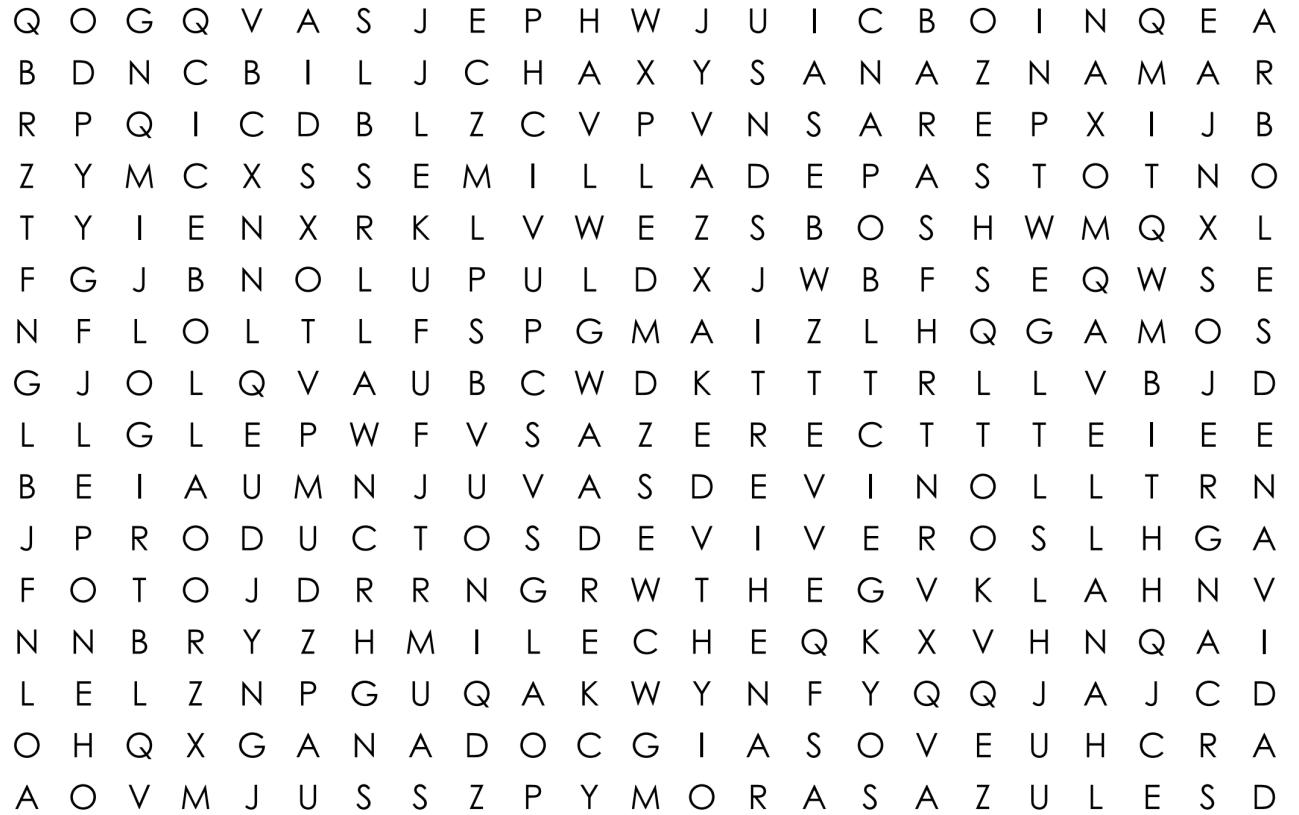 Q O G Q V A S J E P H W J U I C B O I N Q E A
B D N C B I L J C H A X Y S A N A Z N A M A R
R P Q I C D B L Z C V P V N S A R E P X I J B
Z Y M C X S S E M I L L A D E P A S T O T N O
T Y I E N X R K L V W E Z S B O S H W M Q X L
F G J B N O L U P U L D X J W B F S E Q W S E
N F L O L T L F S P G M A I Z L H Q G A M O S
G J O L Q V A U B C W D K T T T R L L V B J D
L L G L E P W F V S A Z E R E C T T T E I E E
B E I A U M N J U V A S D E V I N O L L T R N
J P R O D U C T O S D E V I V E R O S L H G A
F O T O J D R R N G R W T H E G V K L A H N V
N N B R Y Z H M I L E C H E Q K X V H N Q A I
L E L Z N P G U Q A K W Y N F Y Q Q J A J C D
O H Q X G A N A D O C G I A S O V E U H C R A
A O V M J U S S Z P Y M O R A S A Z U L E S D